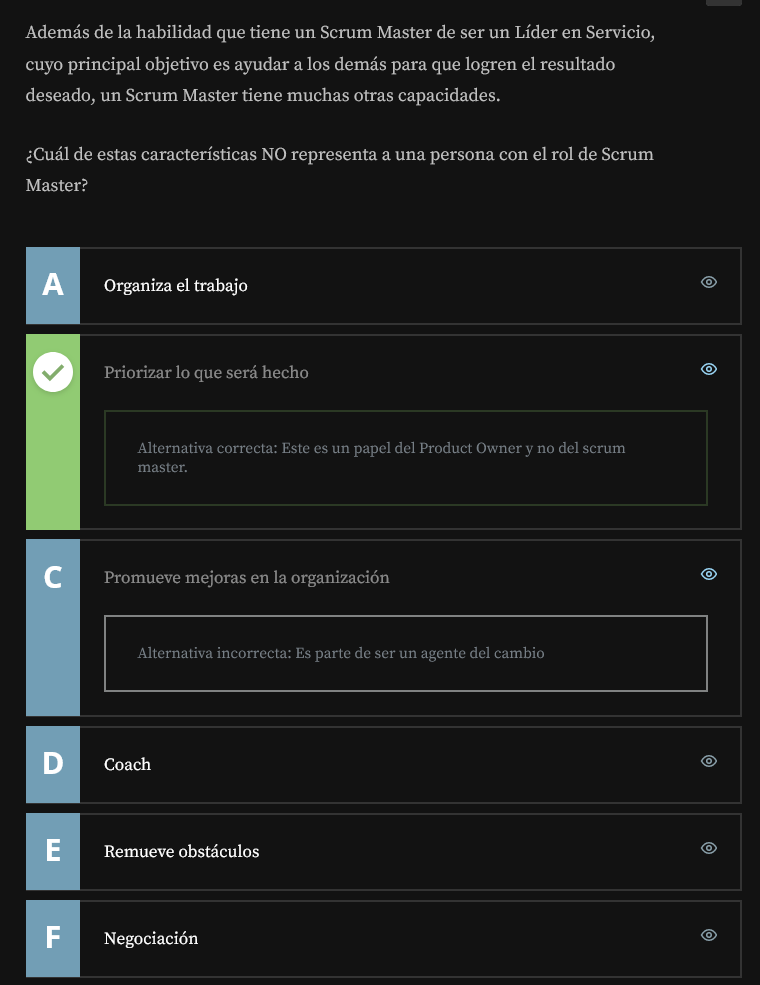 Además de la habilidad que tiene un Scrum Master de ser un Líder en Servicio,
cuyo principal objetivo es ayudar a los demás para que logren el resultado
deseado, un Scrum Master tiene muchas otras capacidades.
¿Cuál de estas características NO representa a una persona con el rol de Scrum
Master?
A Organiza el trabajo
Priorizar lo que será hecho
Alternativa correcta: Este es un papel del Product Owner y no del scrum
master.
C Promueve mejoras en la organización
Alternativa incorrecta: Es parte de ser un agente del cambio
D Coach
E Remueve obstáculos
F Negociación